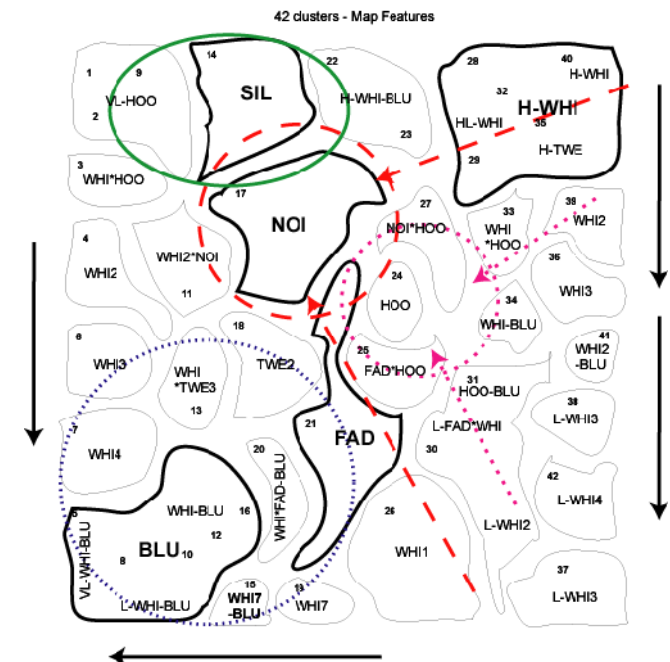 42 clusters - Map Features
1
9
VL-HOO
2
14
SIL
22
H-WHI-BLU
23
28
40
H-WHI
32
H-WHI
HL-WHI
35
29
H-TWE
3
WHI*HOO
17
NOI
27
NOI*HOO
33
WHI
*HOO
39
WHI2
4
WHI2
WHI2*NOI
11
24
HOO
36
WHI3
34
WHI-BLU
6
WHI3
WHI
*TWE3
13
18
TWE2
25
FAD*HOO
41
WHI2
-BLU
31
HOO-BLU
38
L-WHI3
7
WHI4
20
WHI*FAD-BLU
21
FAD
L-FAD*WHI
30
42
L-WHI4
5
VL-WHI-BLU
WHI-BLU
16
12
8
BLU
10
L-WHI-BLU
26
WHI1
L-WHI2
15
WHI7
-BLU
19
WHI7
37
L-WHI3